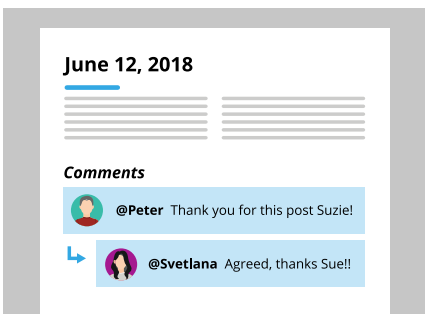 June 12, 2018
Comments
@Peter Thank you for this post Suzie!
@Svetlana Agreed, thanks Sue!!